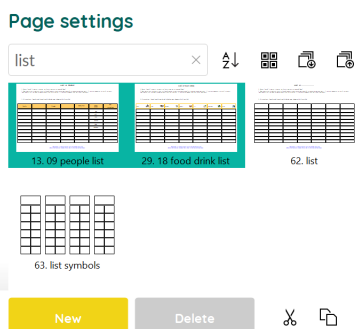 Page settings
list
13. 09 people list
29. 18 food drink list
62. list
63. list symbols
New
Delete